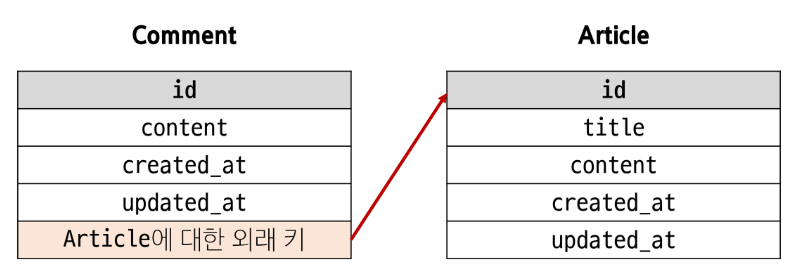 Comment
id
content
created_at
updated_at
Article에 대한 외래 키
Article
id
title
content
created_at
updated_at